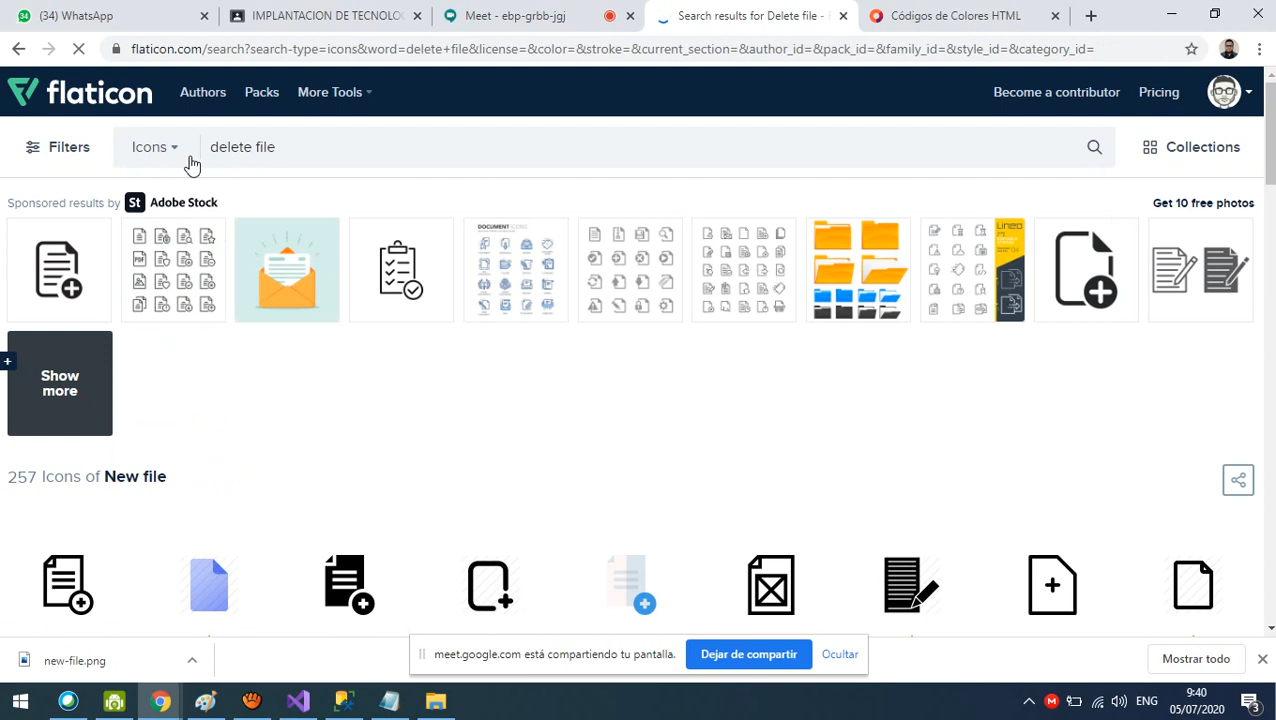 (34) WhatsApp
IMPLANTACION DE TECNOLO
Meet - ebp-grbb-jgj
Search results for Delete file -
Códigos de Colores HTML
flaticon.com/search?search-type=icons&word=delete+file&license=&color=&stroke=&current_section=&author_id=&pack_id=&family_id=&style_id=&category_id=
flaticon
Authors
Packs
More Tools
Become a contributor
Pricing
Filters
Icons
delete file
Collections
Sponsored results by
St
Adobe Stock
Get 10 free photos
DOCUMENT ICONS
Show
more
257 Icons of New file
new-file.png
meet.google.com está compartiendo tu pantalla.
Dejar de compartir
Ocultar
Mostrar todo
ENG
9:40
05/07/2020
3